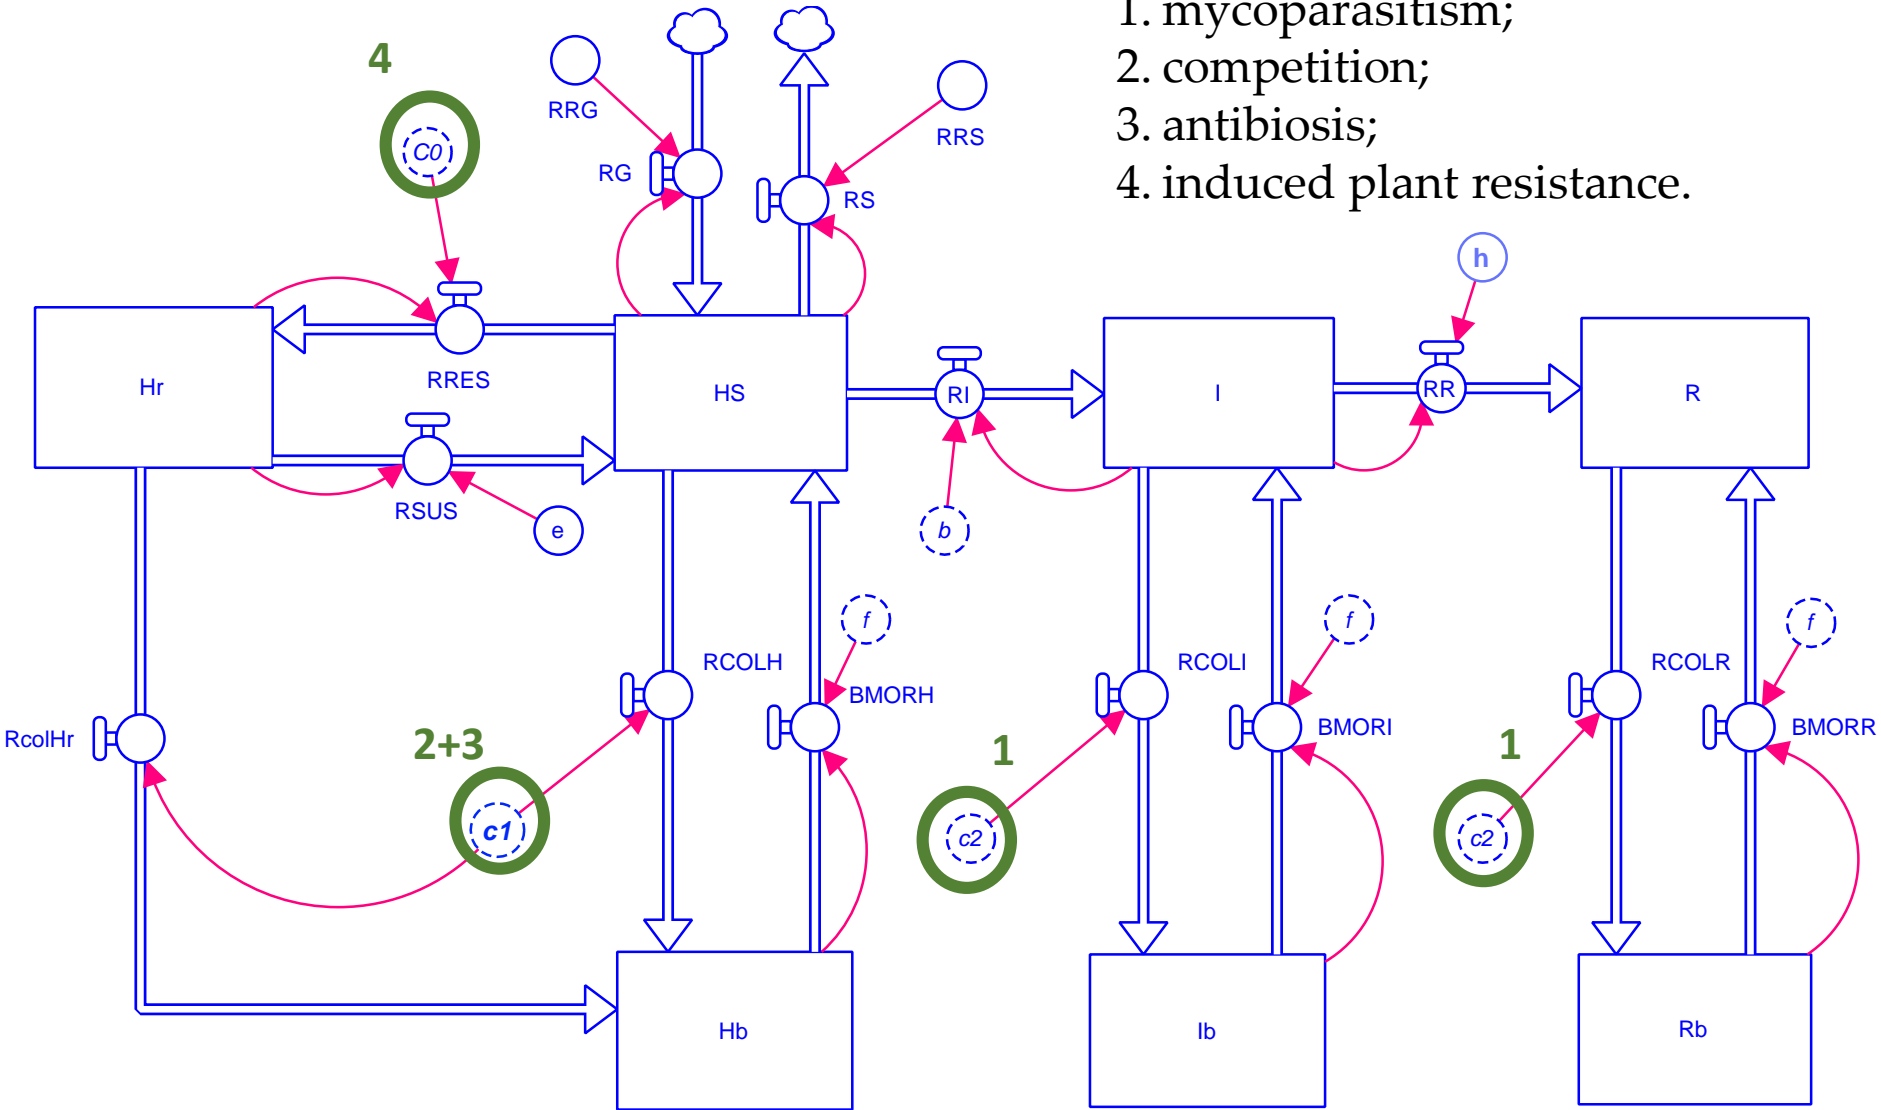 1. mycoparasitism;
2. competition;
3. antibiosis;
4. induced plant resistance.
4
C0
RRG
RRS
RG
RS
h
Hr
RRES
HS
RI
I
RR
R
RSUS
e
b
f
f
f
RCOLH
RCOLI
RCOLR
BMORH
BMORI
BMORR
RcolHr
2+3
1
1
c1
c2
c2
Hb
Ib
Rb